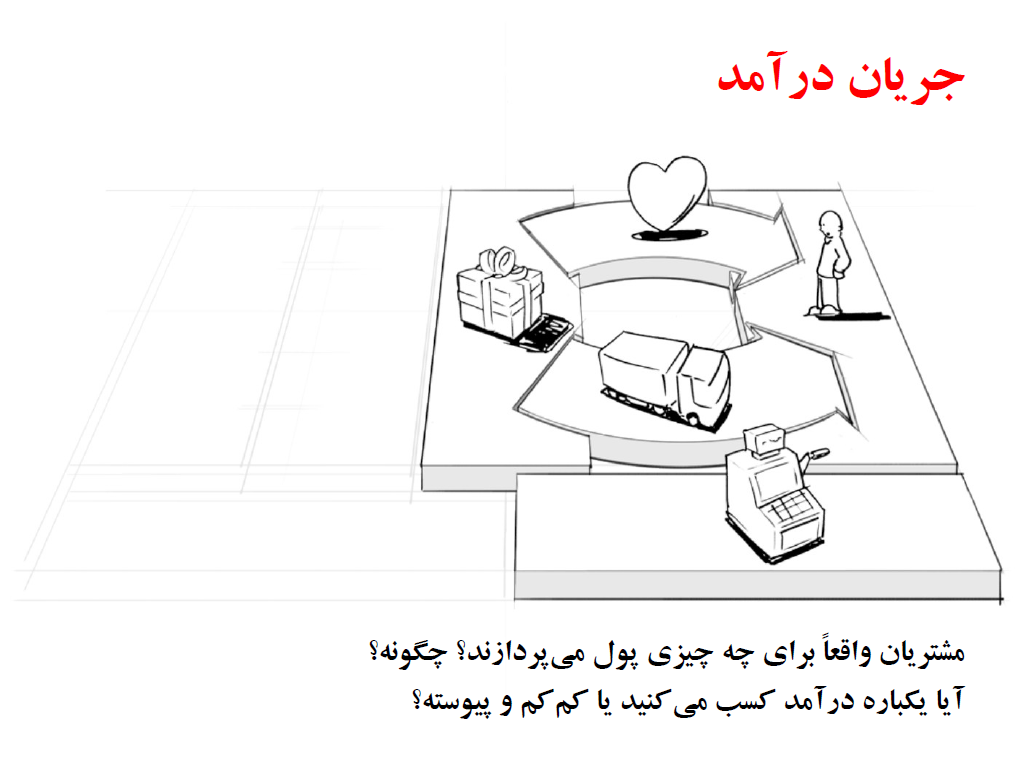 جریان درآمد
مشتریان واقعاً برای چه چیزی پول می‌پردازند؟ چگونه؟
آیا یکباره درآمد کسب می‌کنید یا کم‌کم و پیوسته؟